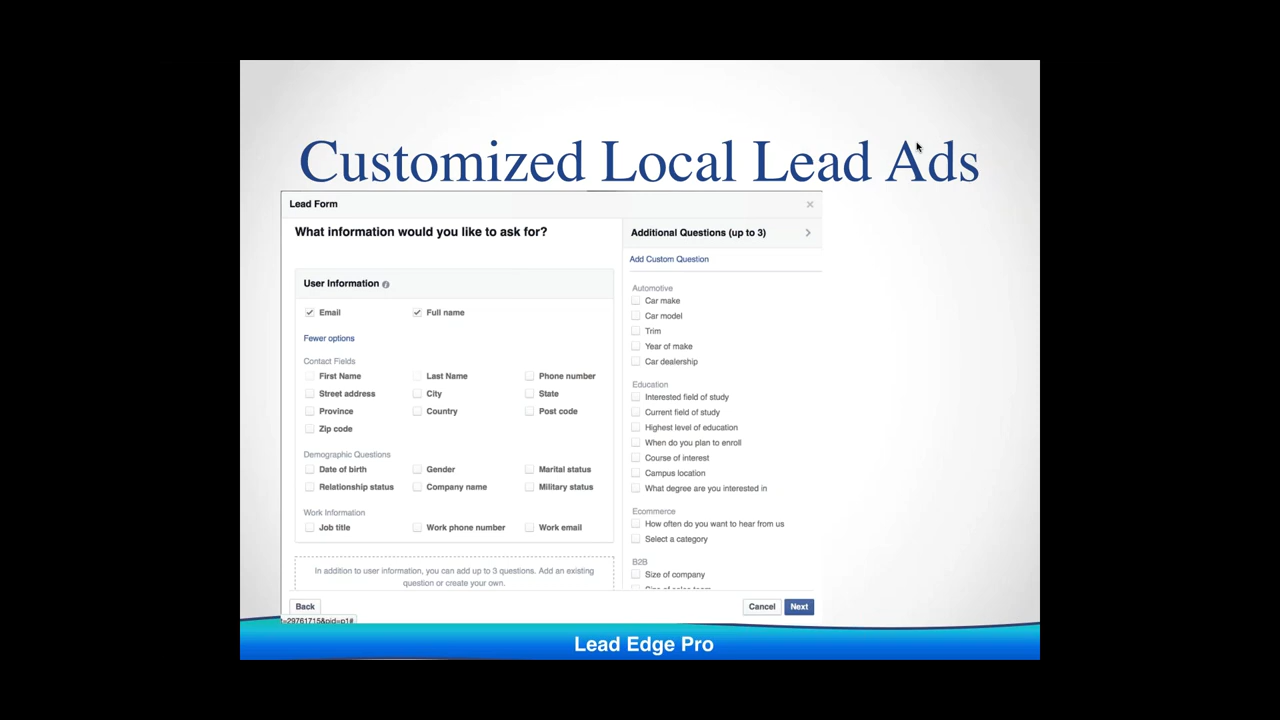 Customized Local Lead Ads
Lead Form
What information would you like to ask for?
User Information
Email Full name
Fewer options
Contact Fields
First Name Last Name Phone number
Street address City State
Province Country Post code
Zip code
Demographic Questions
Date of birth Gender Marital status
Relationship status Company name Military status
Work Information
Job title Work phone number Work email
In addition to user information, you can add up to 3 questions. Add an existing
question or create your own.
Additional Questions (up to 3)
Add Custom Question
Automotive
Car make
Car model
Trim
Year of make
Car dealership
Education
Interested field of study
Current field of study
Highest level of education
When do you plan to enroll
Course of interest
Campus location
What degree are you interested in
Ecommerce
How often do you want to hear from us
Select a category
B2B
Size of company
Back Cancel Next
t=29761715&pid=p1#
Lead Edge Pro